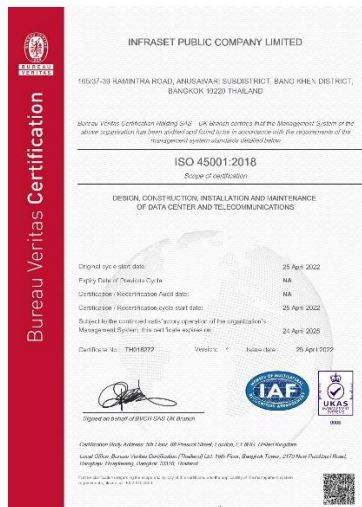 BUREAU
VERITAS
Bureau Veritas Certification
INFRASET PUBLIC COMPANY LIMITED
165/37-39 RAMINTRA ROAD, ANUSAWARI SUBDISTRICT, BANG KHEN DISTRICT,
BANGKOK 10220 THAILAND
Bureau Veritas Certification Holding SAS – UK Branch certifies that the Management System of the
above organisation has been audited and found to be in accordance with the requirements of the
management system standards detailed below
ISO 45001:2018
Scope of certification
DESIGN, CONSTRUCTION, INSTALLATION AND MAINTENANCE
OF DATA CENTER AND TELECOMMUNICATIONS
Original cycle start date: 25 April 2022
Expiry Date of Previous Cycle: NA
Certification / Recertification Audit date: NA
Certification / Recertification cycle start date: 25 April 2022
Subject to the continued satisfactory operation of the organization's
Management System, this certificate expires on: 24 April 2025
Certificate No.: TH018272 Version: 1 Issue date: 25 April 2022
IAF
UKAS
MANAGEMENT
SYSTEMS
0008
Signed on behalf of BVCH SAS UK Branch
Certification Body Address: 5th Floor, 66 Prescot Street, London, E1 8HG, United Kingdom
Local Office: Bureau Veritas Certification (Thailand) Ltd. 16th Floor, Bangkok Tower, 2170 New Petchburi Road,
Bangkapi, Huaykwang, Bangkok 10310, Thailand